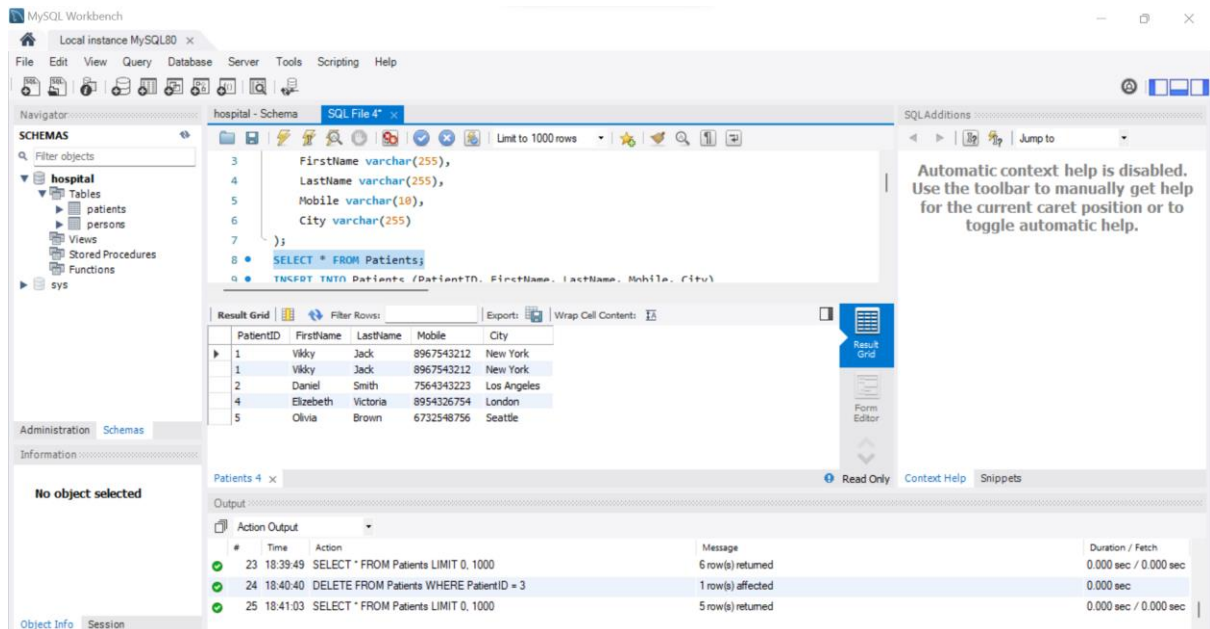 MySQL Workbench
Local instance MySQL80 ×
File Edit View Query Database Server Tools Scripting Help
Navigator
SCHEMAS
Filter objects
hospital
Tables
patients
persons
Views
Stored Procedures
Functions
sys
Administration Schemas
Information
No object selected
Object Info Session
hospital - Schema SQL File 4* ×
Limit to 1000 rows
3 FirstName varchar(255),
4 LastName varchar(255),
5 Mobile varchar(10),
6 City varchar(255)
7 );
8 SELECT * FROM Patients;
9 INSERT INTO Patients (PatientID, FirstName, LastName, Mobile, City)
Result Grid Filter Rows: Export: Wrap Cell Content:
PatientID FirstName LastName Mobile City
1 Vikky Jack 8967543212 New York
1 Vikky Jack 8967543212 New York
2 Daniel Smith 7564343223 Los Angeles
4 Elizebeth Victoria 8954326754 London
5 Olivia Brown 6732548756 Seattle
Result Grid
Form Editor
Patients 4 × Read Only
Output
Action Output
# Time Action Message Duration / Fetch
23 18:39:49 SELECT * FROM Patients LIMIT 0, 1000 6 row(s) returned 0.000 sec / 0.000 sec
24 18:40:40 DELETE FROM Patients WHERE PatientID = 3 1 row(s) affected 0.000 sec
25 18:41:03 SELECT * FROM Patients LIMIT 0, 1000 5 row(s) returned 0.000 sec / 0.000 sec
SQLAdditions
Jump to
Automatic context help is disabled.
Use the toolbar to manually get help
for the current caret position or to
toggle automatic help.
Context Help Snippets